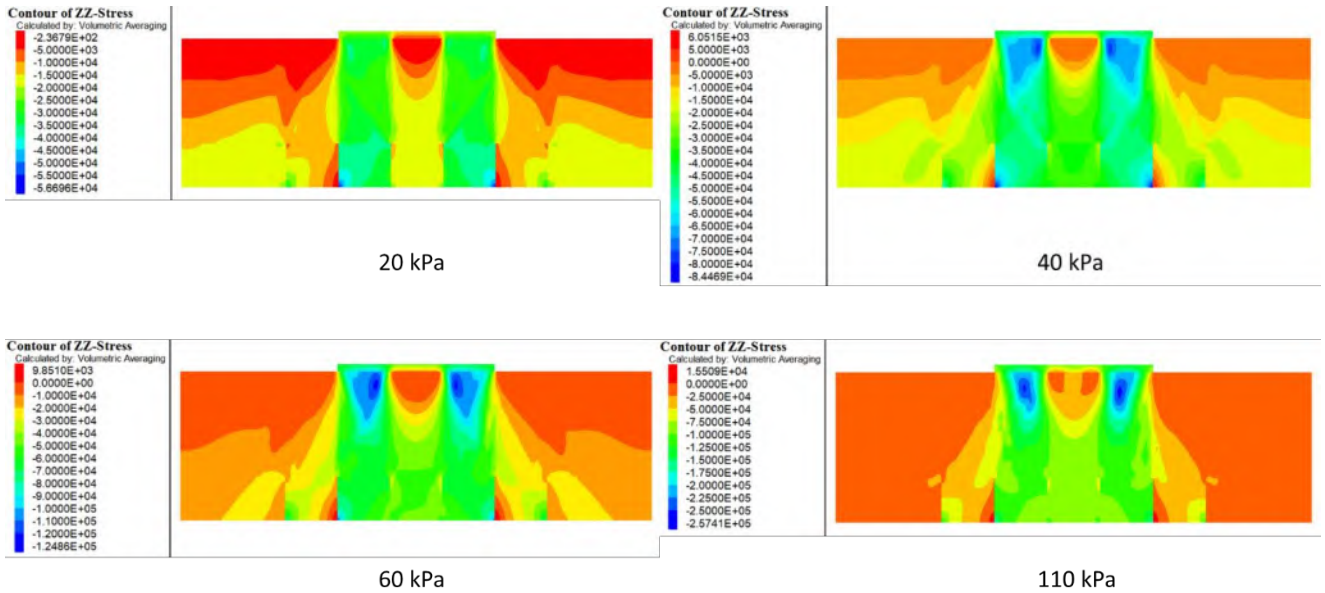 Contour of ZZ-Stress
Calculated by: Volumetric Averaging
-2.3679E+02
-5.0000E+03
-1.0000E+04
-1.5000E+04
-2.0000E+04
-2.5000E+04
-3.0000E+04
-3.5000E+04
-4.0000E+04
-4.5000E+04
-5.0000E+04
-5.5000E+04
-5.6696E+04
20 kPa
Contour of ZZ-Stress
Calculated by: Volumetric Averaging
6.0515E+03
5.0000E+03
0.0000E+00
-5.0000E+03
-1.0000E+04
-1.5000E+04
-2.0000E+04
-2.5000E+04
-3.0000E+04
-3.5000E+04
-4.0000E+04
-4.5000E+04
-5.0000E+04
-5.5000E+04
-6.0000E+04
-6.5000E+04
-7.0000E+04
-7.5000E+04
-8.0000E+04
-8.4469E+04
40 kPa
Contour of ZZ-Stress
Calculated by: Volumetric Averaging
9.8510E+03
0.0000E+00
-1.0000E+04
-2.0000E+04
-3.0000E+04
-4.0000E+04
-5.0000E+04
-6.0000E+04
-7.0000E+04
-8.0000E+04
-9.0000E+04
-1.0000E+05
-1.1000E+05
-1.2000E+05
-1.2486E+05
60 kPa
Contour of ZZ-Stress
Calculated by: Volumetric Averaging
1.5509E+04
0.0000E+00
-2.5000E+04
-5.0000E+04
-7.5000E+04
-1.0000E+05
-1.2500E+05
-1.5000E+05
-1.7500E+05
-2.0000E+05
-2.2500E+05
-2.5000E+05
-2.5741E+05
110 kPa